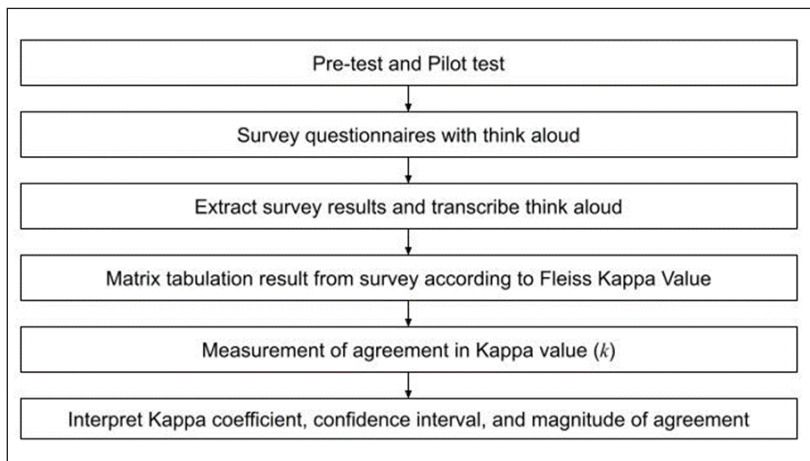 Pre-test and Pilot test
Survey questionnaires with think aloud
Extract survey results and transcribe think aloud
Matrix tabulation result from survey according to Fleiss Kappa Value
Measurement of agreement in Kappa value (k)
Interpret Kappa coefficient, confidence interval, and magnitude of agreement